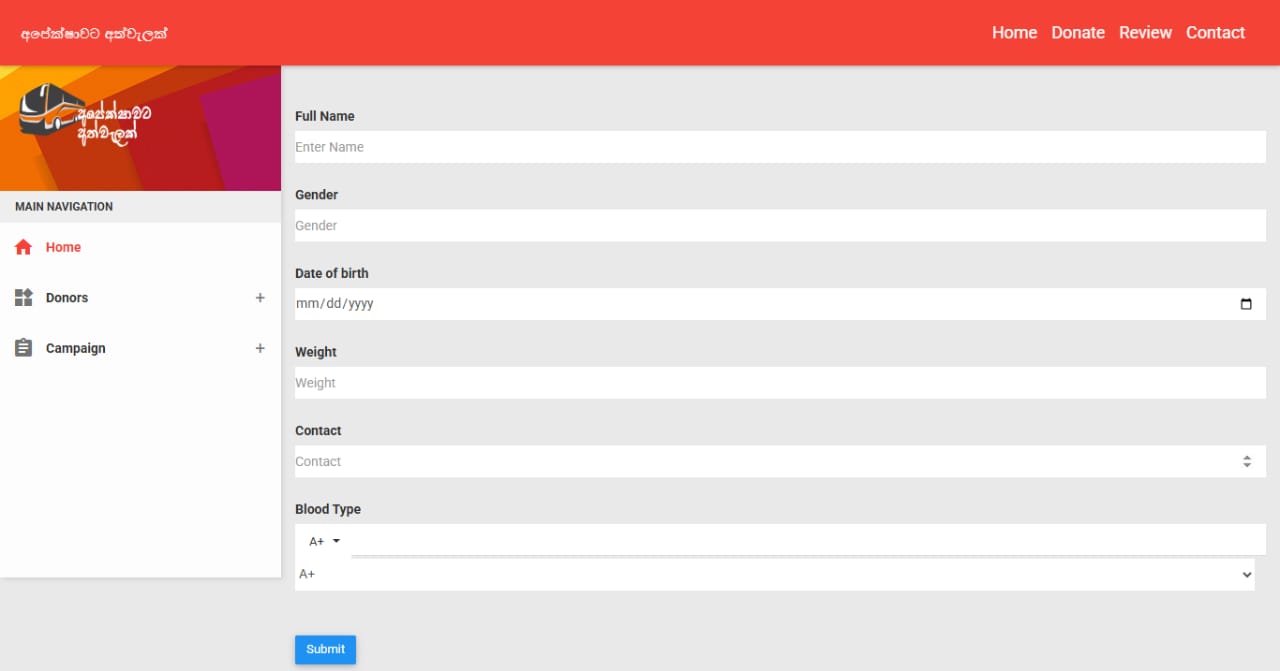 අපේක්ෂාවට අත්වැලක්
Home Donate Review Contact
අපේක්ෂාවට
අත්වැලක්
MAIN NAVIGATION
Home
Donors +
Campaign +
Full Name
Enter Name
Gender
Gender
Date of birth
mm/dd/yyyy
Weight
Weight
Contact
Contact
Blood Type
A+
A+
Submit